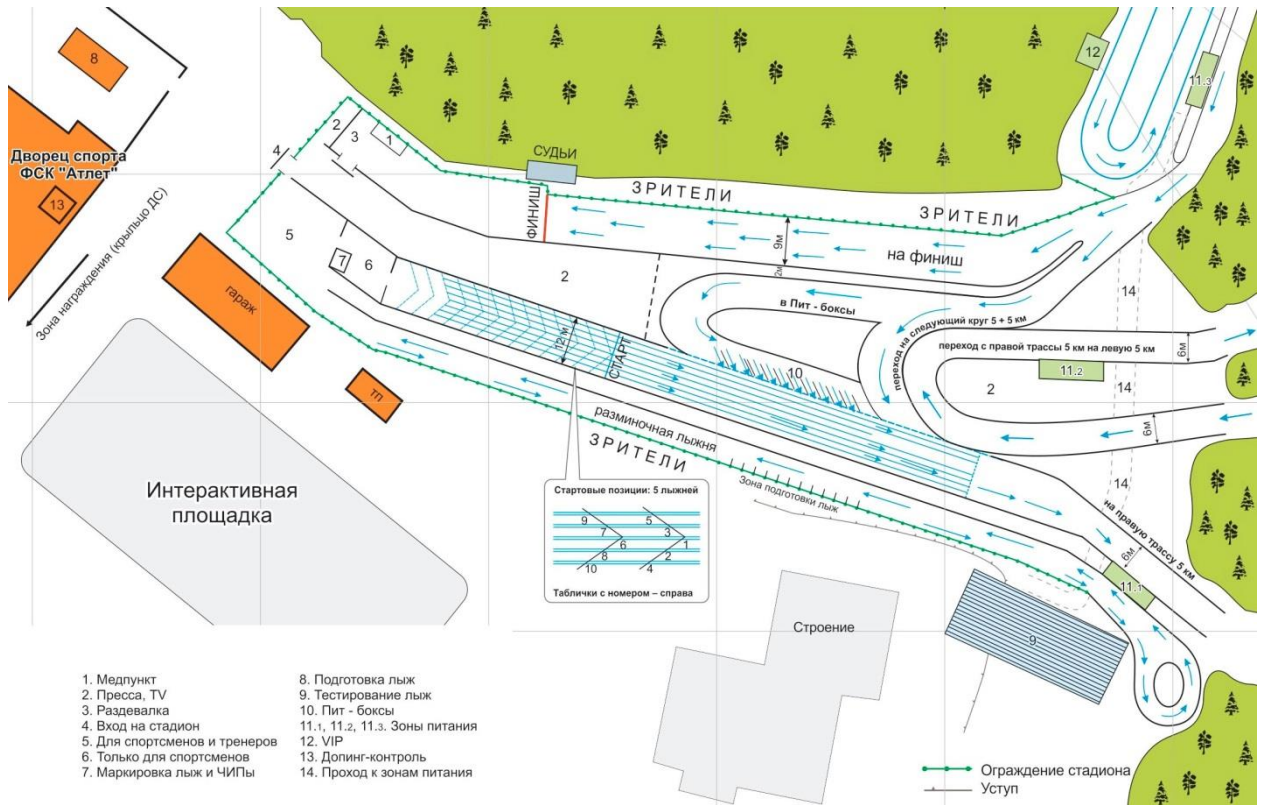 8
12
11.3
2
3
1
4
СУДЬИ
Дворец спорта
ФСК "Атлет"
13
ЗРИТЕЛИ
ЗРИТЕЛИ
ФИНИШ
9м
на финиш
2м
5
7
6
2
Зона награждения (крыльцо ДС)
гараж
14
в Пит - боксы
переход на следующий круг 5 + 5 км
переход с правой трассы 5 км на левую 5 км
6м
12 м
СТАРТ
10
11.2
2
14
тп
6м
разминочная лыжня
ЗРИТЕЛИ
Зона подготовки лыж
14
на правую трассу 5 км
6м
11.1
Интерактивная
площадка
Стартовые позиции: 5 лыжней
9
5
7
3
6
1
8
2
10
4
Таблички с номером – справа
Строение
9
1. Медпункт
2. Пресса, TV
3. Раздевалка
4. Вход на стадион
5. Для спортсменов и тренеров
6. Только для спортсменов
7. Маркировка лыж и ЧИПы
8. Подготовка лыж
9. Тестирование лыж
10. Пит - боксы
11.1, 11.2, 11.3. Зоны питания
12. VIP
13. Допинг-контроль
14. Проход к зонам питания
Ограждение стадиона
Уступ